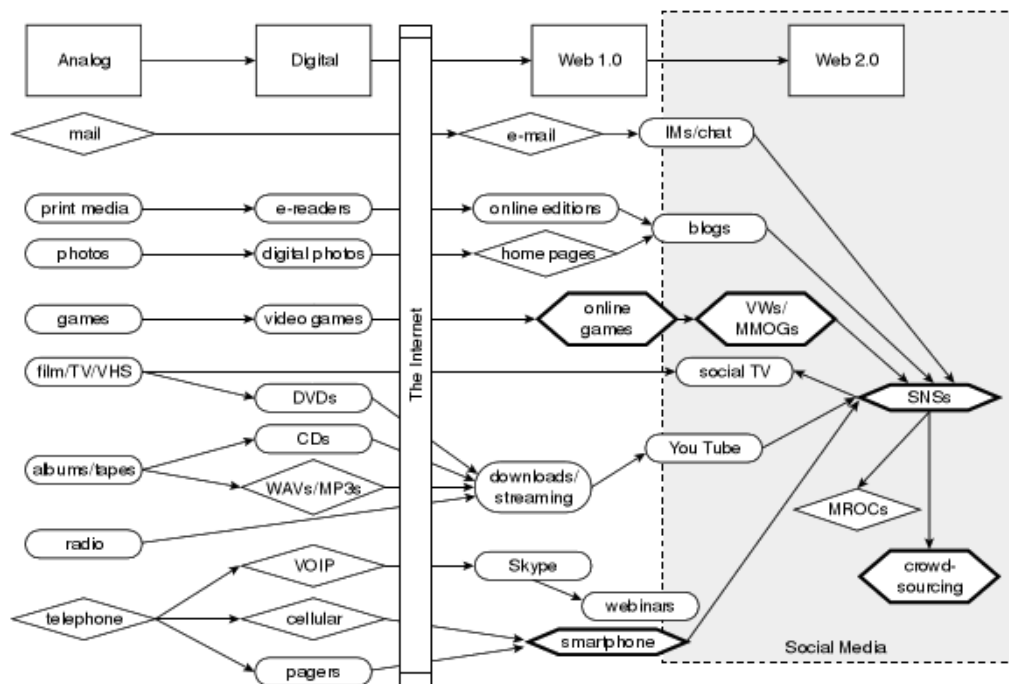 Analog
Digital
Web 1.0
Web 2.0
mail
e-mail
IMs/chat
print media
e-readers
online editions
blogs
photos
digital photos
home pages
games
video games
online
games
VWs/
MMOGs
The Internet
film/TV/VHS
social TV
DVDs
SNSs
CDs
You Tube
albums/tapes
WAVs/MP3s
downloads/
streaming
MROCs
radio
VOIP
Skype
crowd-
sourcing
webinars
telephone
cellular
smartphone
Social Media
pagers